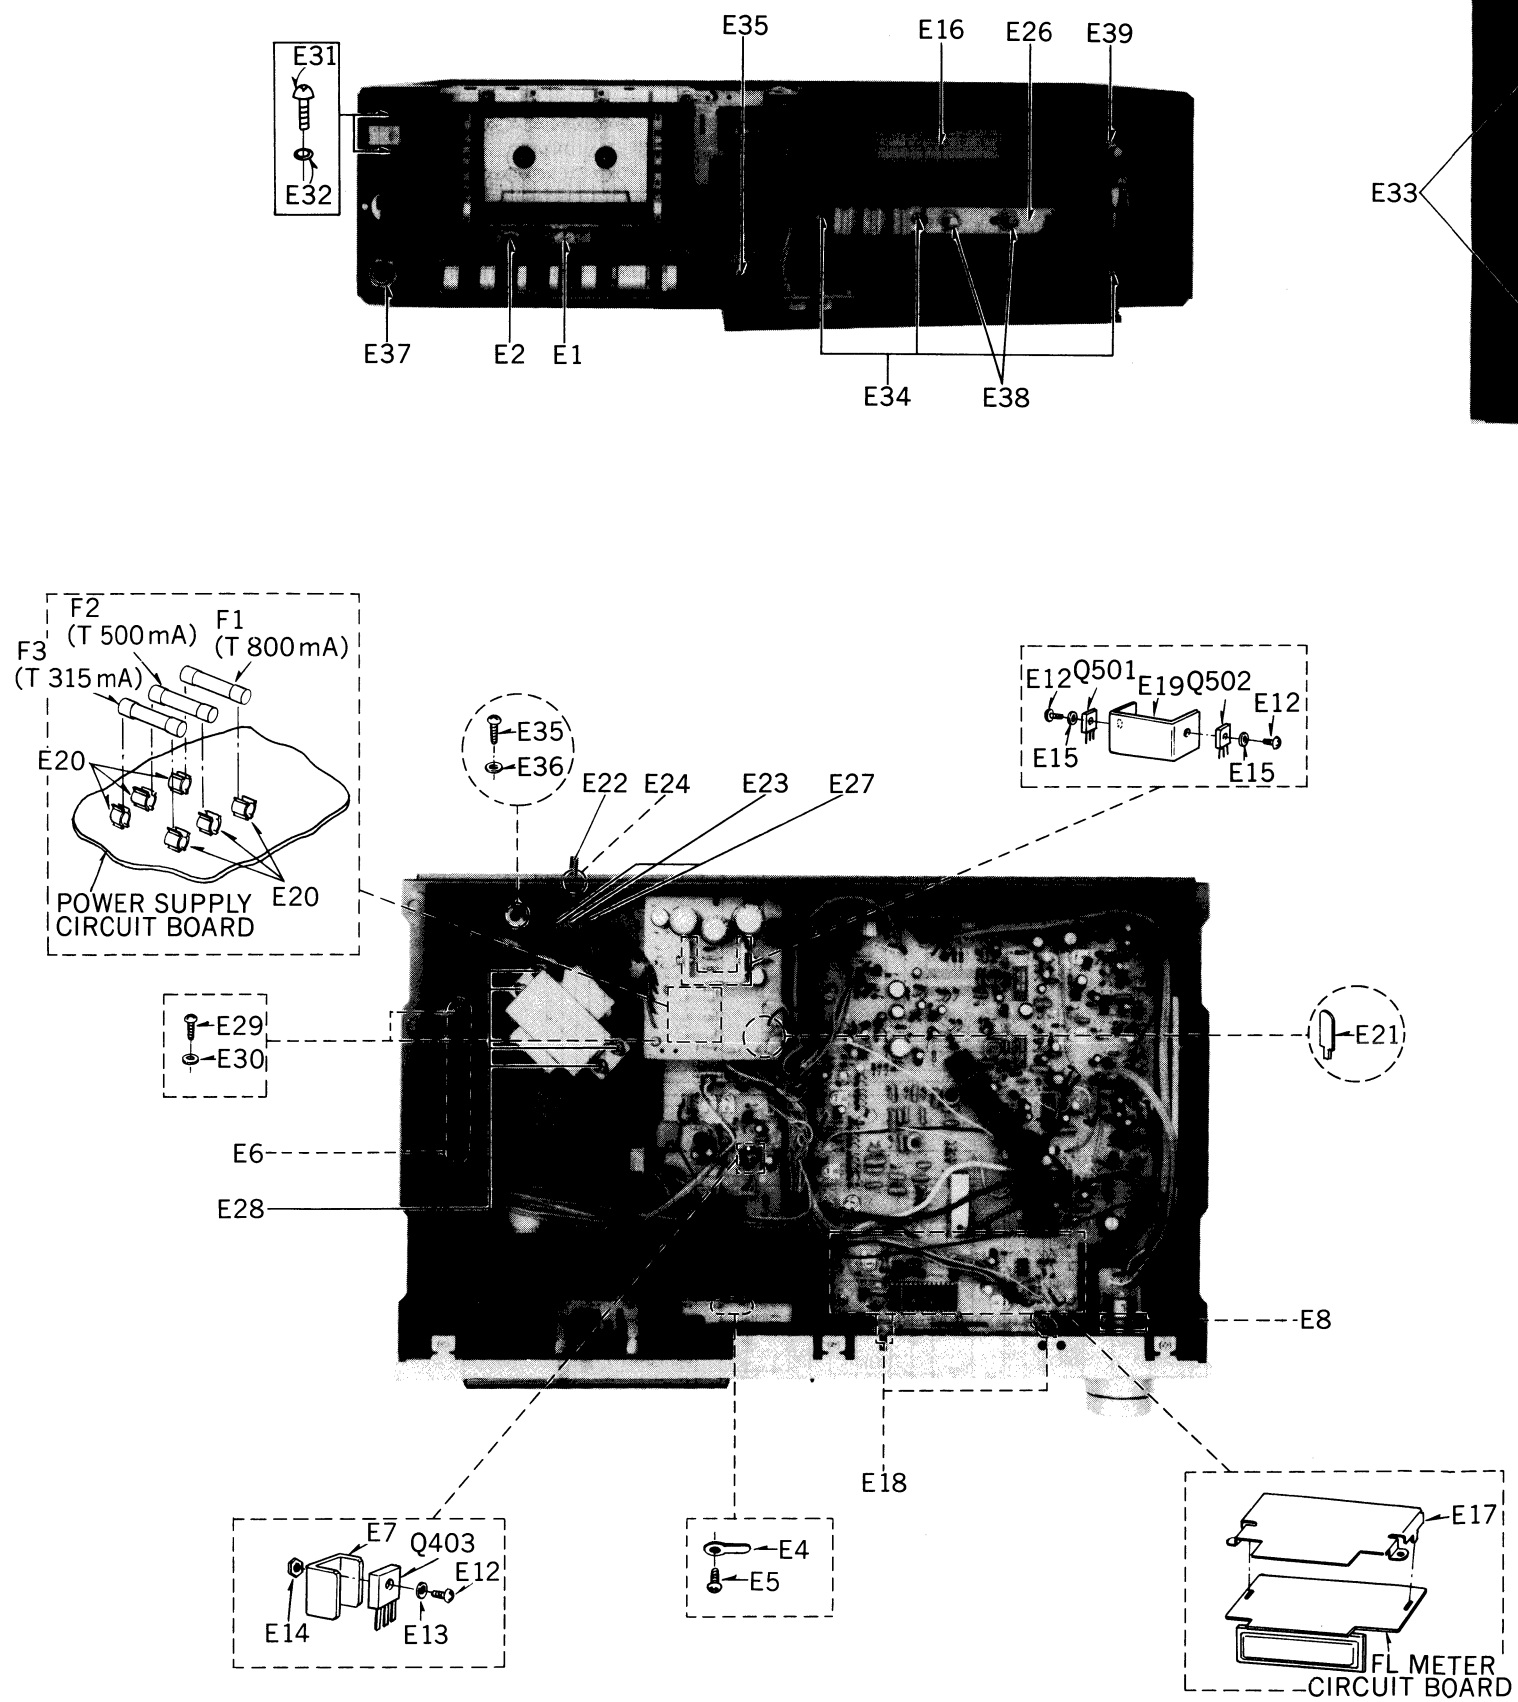 E35
E16
E26
E39
E31
E32
E33
E37
E2
E1
E34
E38
F2
(T 500mA)
F1
(T 800mA)
F3
(T 315mA)
E20
E20
POWER SUPPLY
CIRCUIT BOARD
E35
E36
E12
Q501
E19
Q502
E12
E15
E15
E22
E24
E23
E27
E29
E30
E21
E6
E28
E8
E18
E7
Q403
E12
E14
E13
E4
E5
E17
FL METER
CIRCUIT BOARD